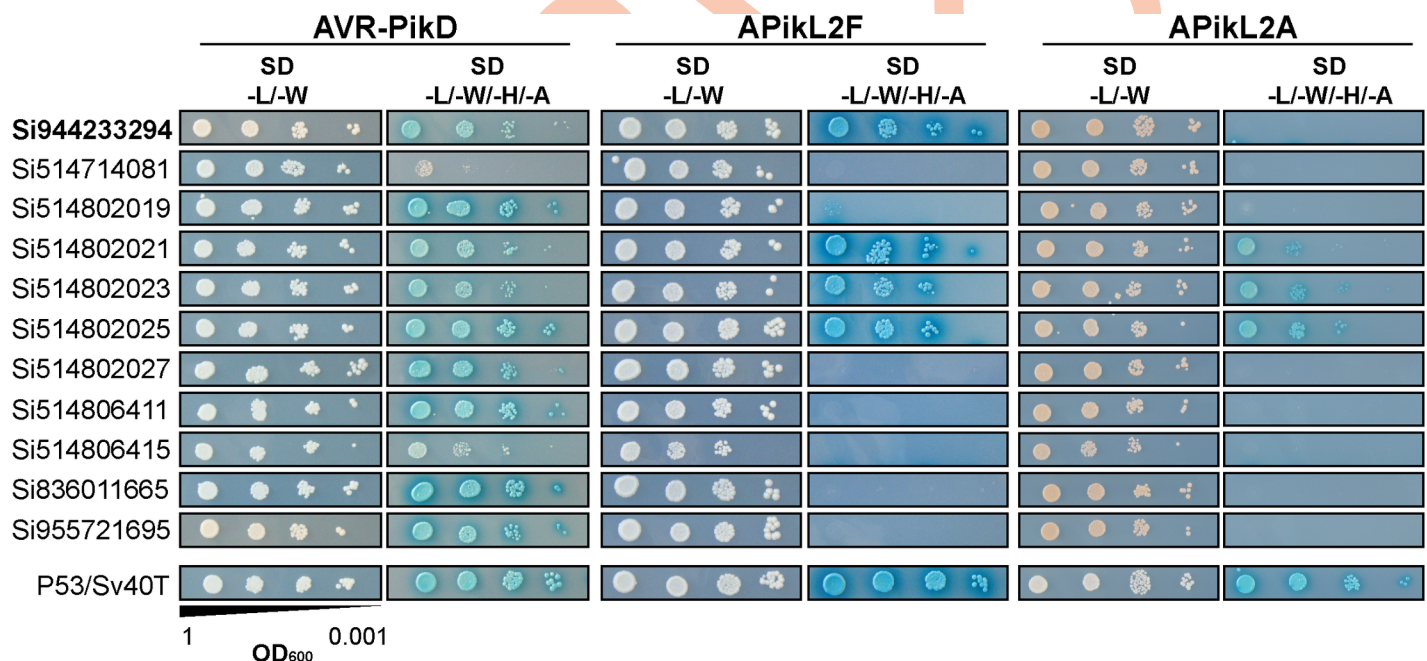 AVR-PikD APikL2F APikL2A
SD SD SD SD SD SD
-L/-W -L/-W/-H/-A -L/-W -L/-W/-H/-A -L/-W -L/-W/-H/-A
Si944233294
Si514714081
Si514802019
Si514802021
Si514802023
Si514802025
Si514802027
Si514806411
Si514806415
Si836011665
Si955721695
P53/Sv40T
1 0.001
OD600